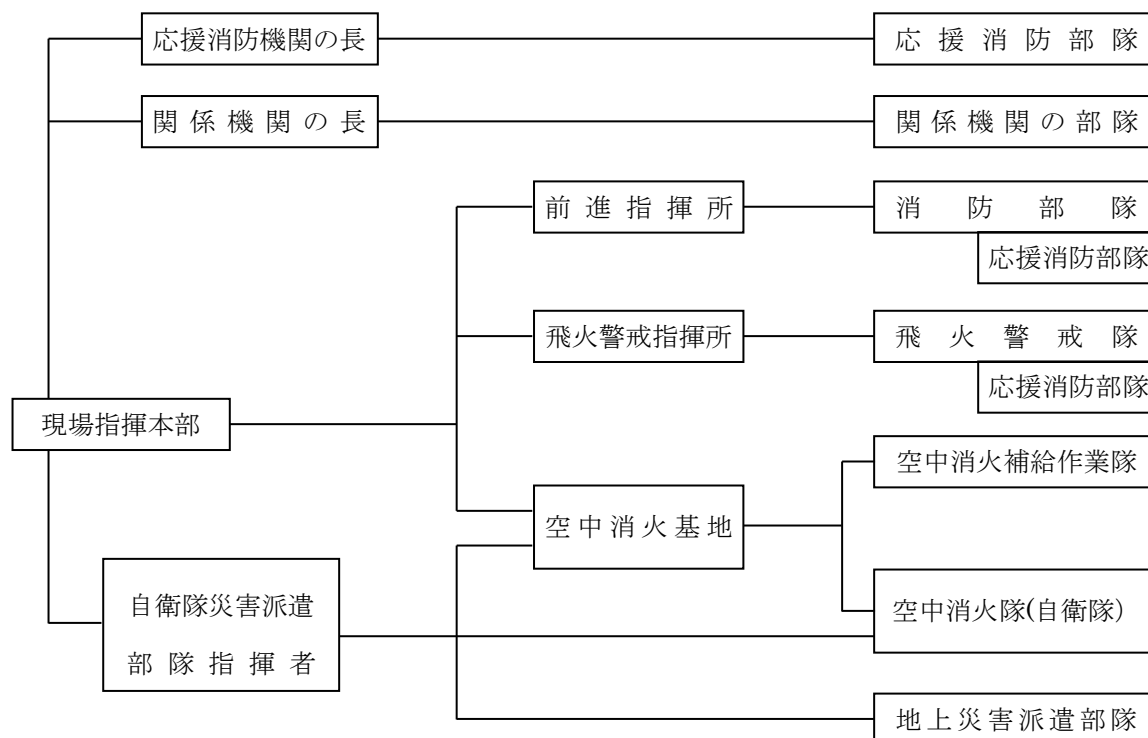 応援消防機関の長
応援消防部隊
関係機関の長
関係機関の部隊
前進指揮所
消防部隊
応援消防部隊
飛火警戒指揮所
飛火警戒隊
応援消防部隊
現場指揮本部
空中消火補給作業隊
空中消火基地
自衛隊災害派遣
部隊指揮者
空中消火隊(自衛隊)
地上災害派遣部隊